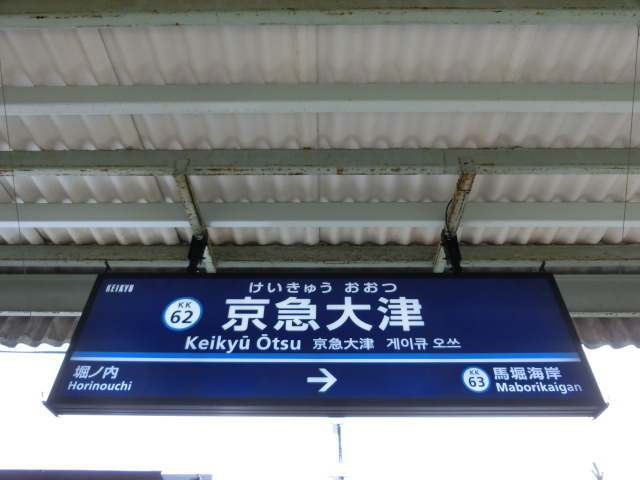 KEIKYU
けいきゅう おおつ
KK 62 京急大津
Keikyū Ōtsu 京急大津 게이큐 오쓰
堀ノ内 → KK 63 馬堀海岸
Horinouchi Maborikaigan